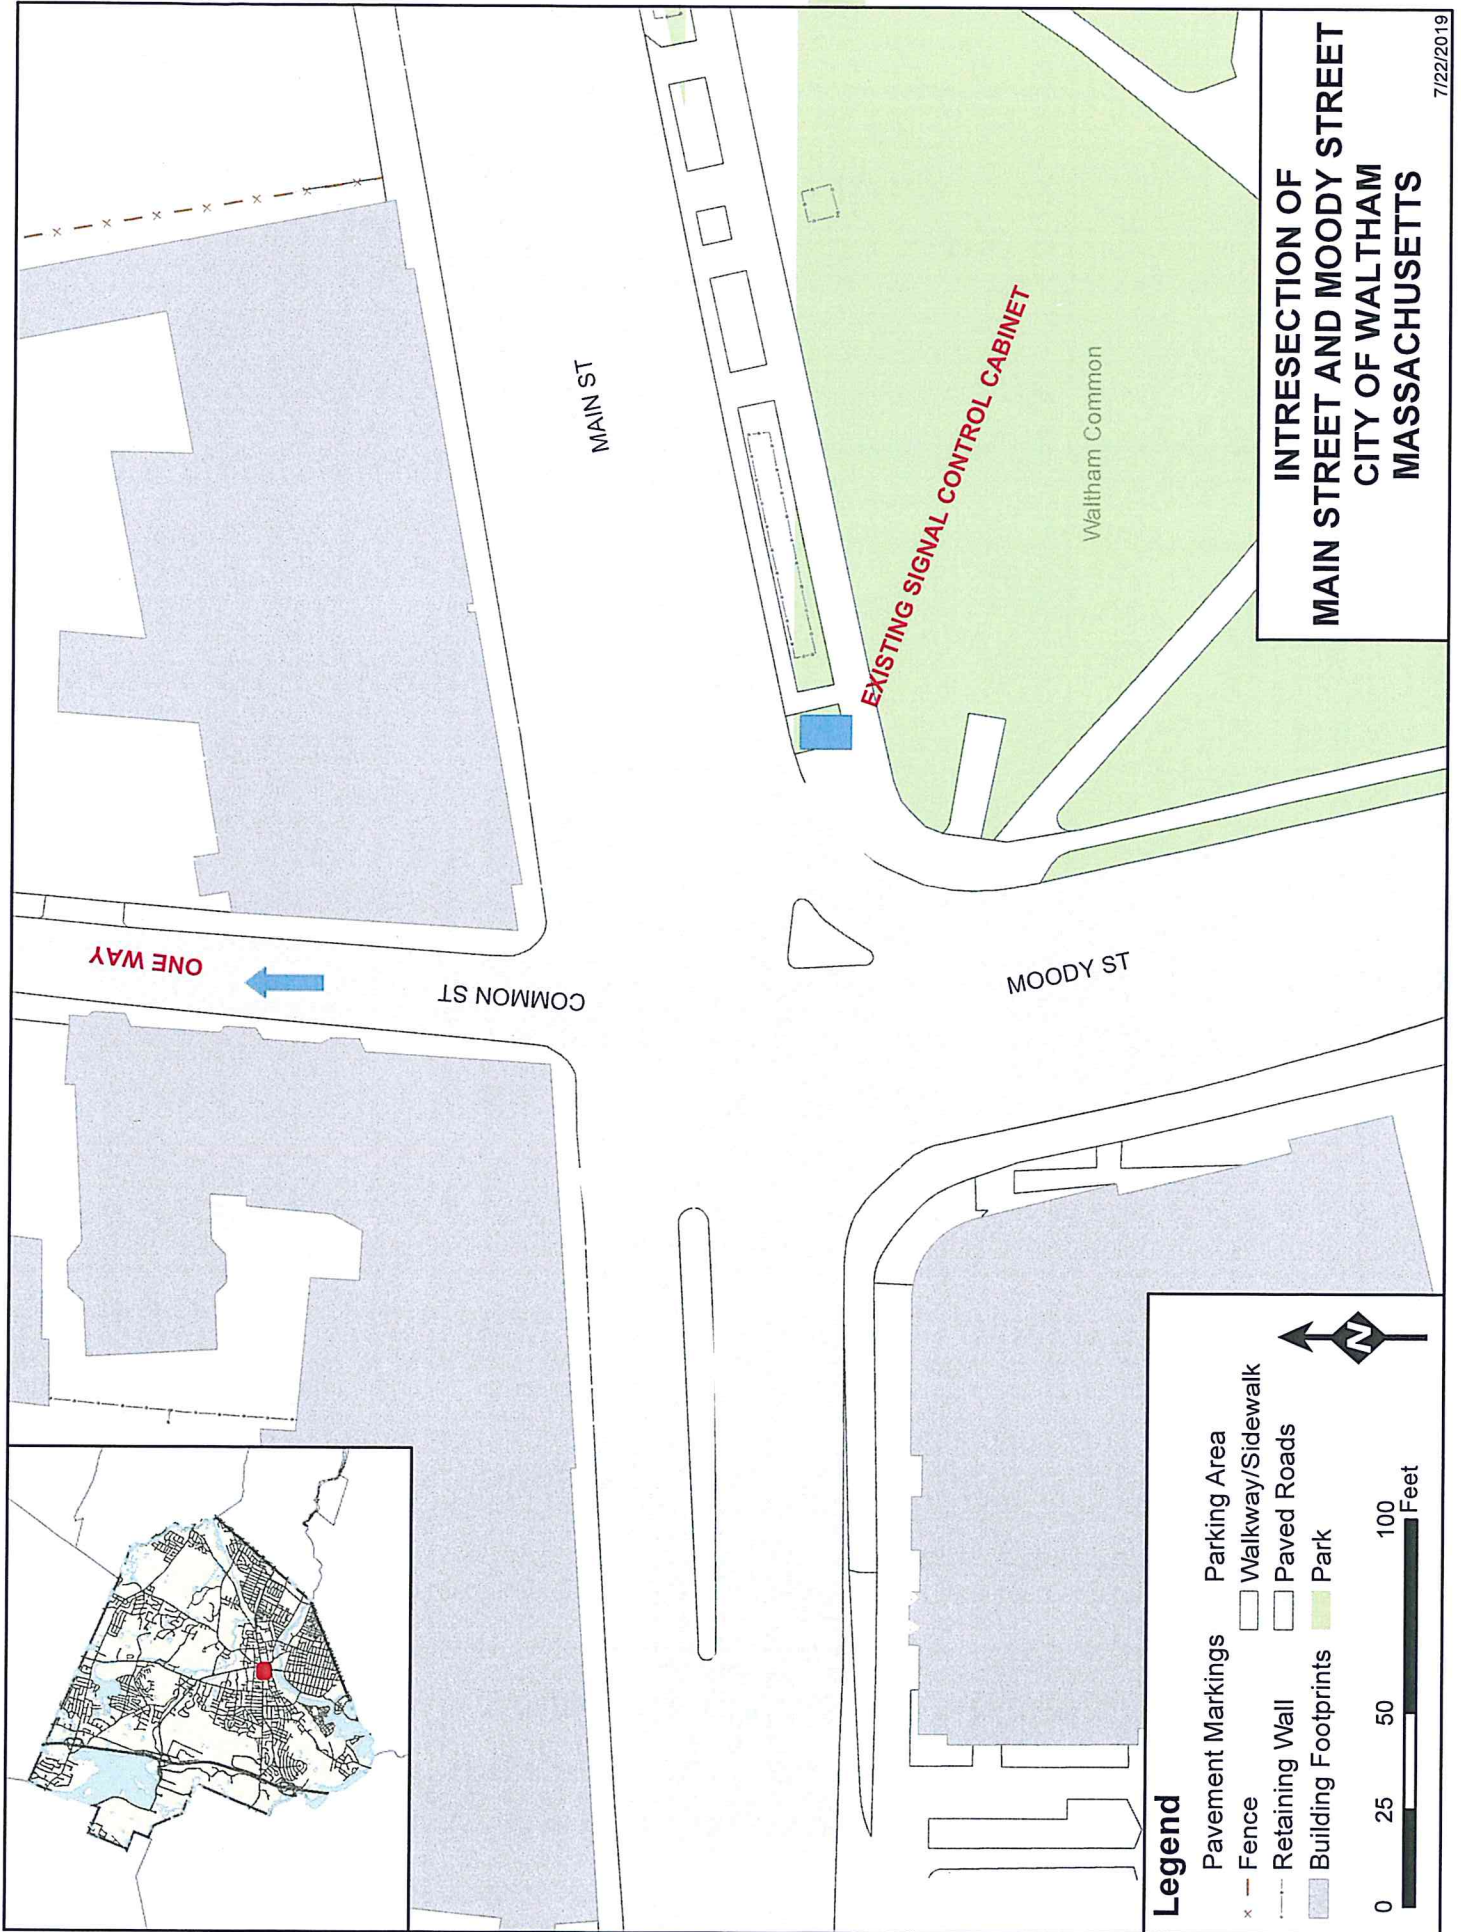 ONE WAY
COMMON ST
MAIN ST
EXISTING SIGNAL CONTROL CABINET
Waltham Common
MOODY ST
Legend
Pavement Markings
Fence
Retaining Wall
Building Footprints
Parking Area
Walkway/Sidewalk
Paved Roads
Park
N
0 25 50 100
Feet
INTRESECTION OF
MAIN STREET AND MOODY STREET
CITY OF WALTHAM
MASSACHUSETTS
7/22/2019